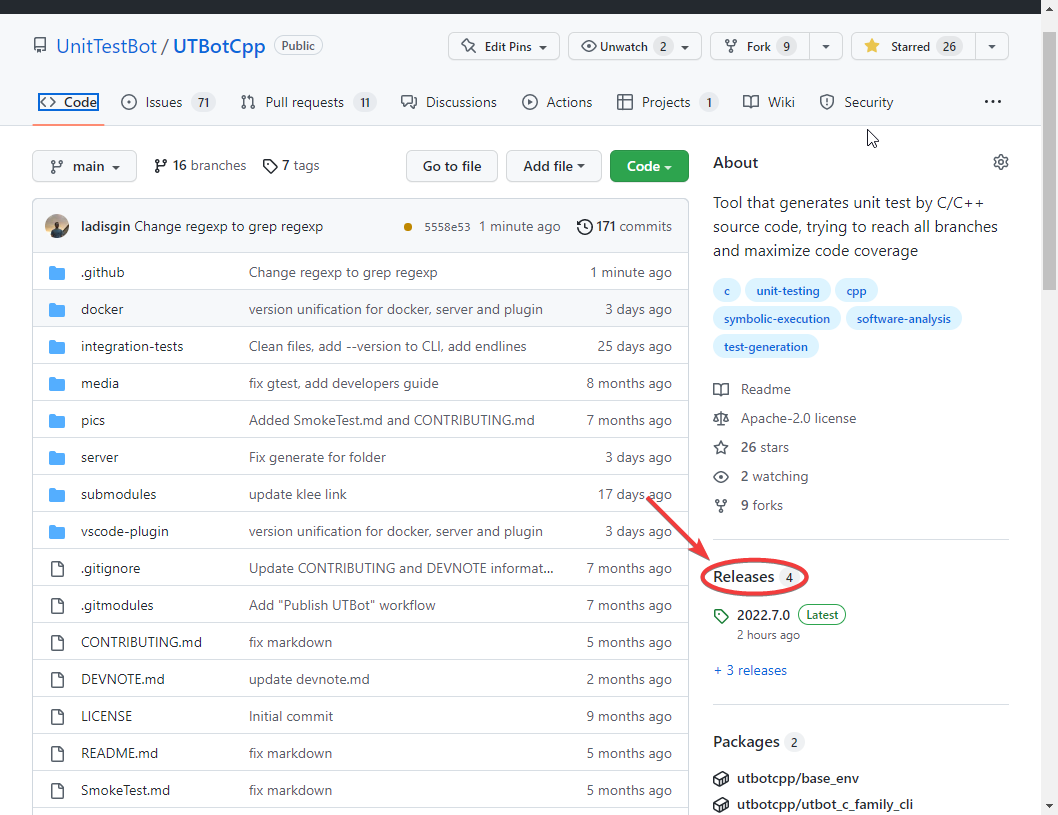 UnitTestBot / UTBotCpp Public
Edit Pins Unwatch 2 Fork 9 Starred 26
Code Issues 71 Pull requests 11 Discussions Actions Projects 1 Wiki Security
main 16 branches 7 tags Go to file Add file Code
About
Tool that generates unit test by C/C++
source code, trying to reach all branches
and maximize code coverage
c unit-testing cpp
symbolic-execution software-analysis
test-generation
Readme
Apache-2.0 license
26 stars
2 watching
9 forks
Releases 4
2022.7.0 Latest
2 hours ago
+ 3 releases
Packages 2
utbotcpp/base_env
utbotcpp/utbot_c_family_cli
ladisgin Change regexp to grep regexp 5558e53 1 minute ago 171 commits
.github Change regexp to grep regexp 1 minute ago
docker version unification for docker, server and plugin 3 days ago
integration-tests Clean files, add --version to CLI, add endlines 25 days ago
media fix gtest, add developers guide 8 months ago
pics Added SmokeTest.md and CONTRIBUTING.md 7 months ago
server Fix generate for folder 3 days ago
submodules update klee link 17 days ago
vscode-plugin version unification for docker, server and plugin 3 days ago
.gitignore Update CONTRIBUTING and DEVNOTE informat... 7 months ago
.gitmodules Add "Publish UTBot" workflow 7 months ago
CONTRIBUTING.md fix markdown 5 months ago
DEVNOTE.md update devnote.md 2 months ago
LICENSE Initial commit 9 months ago
README.md fix markdown 5 months ago
SmokeTest.md fix markdown 5 months ago